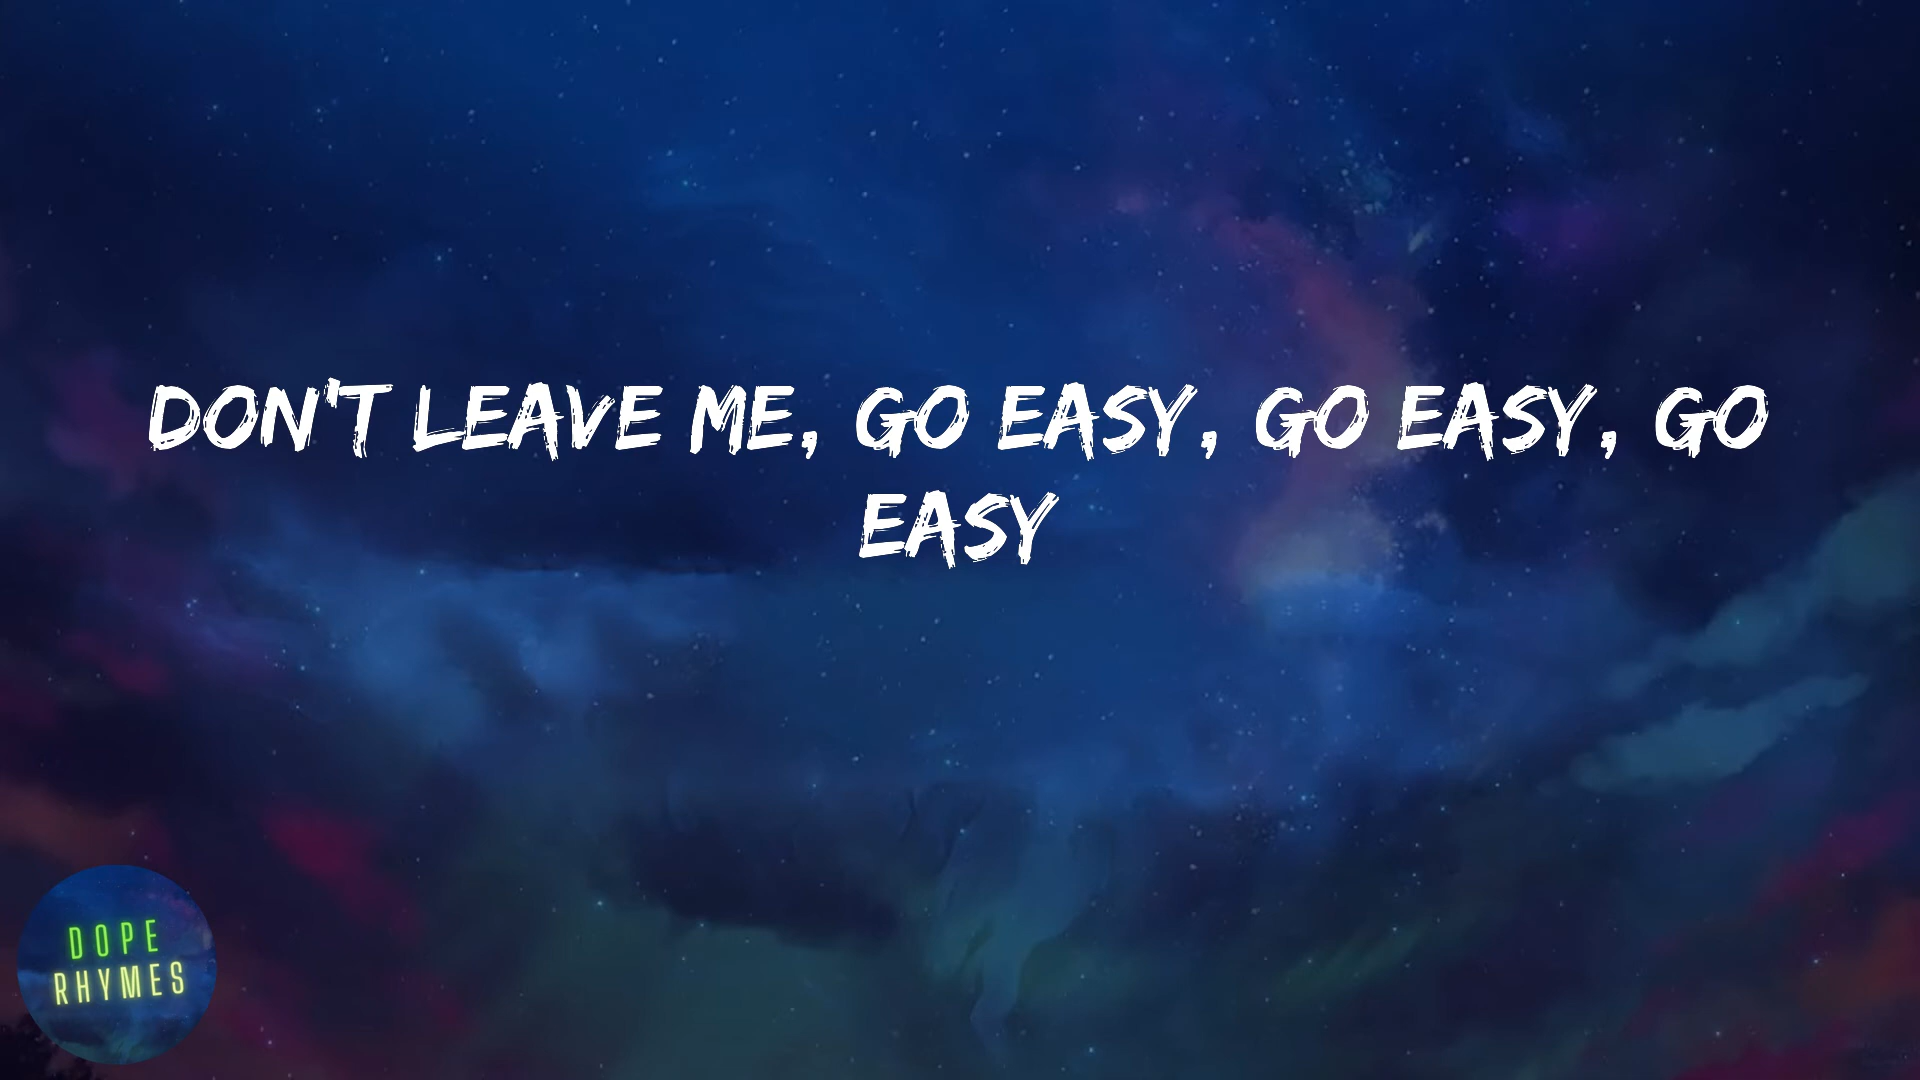 DON'T LEAVE ME, GO EASY, GO EASY, GO
EASY
DOPE
RHYMES